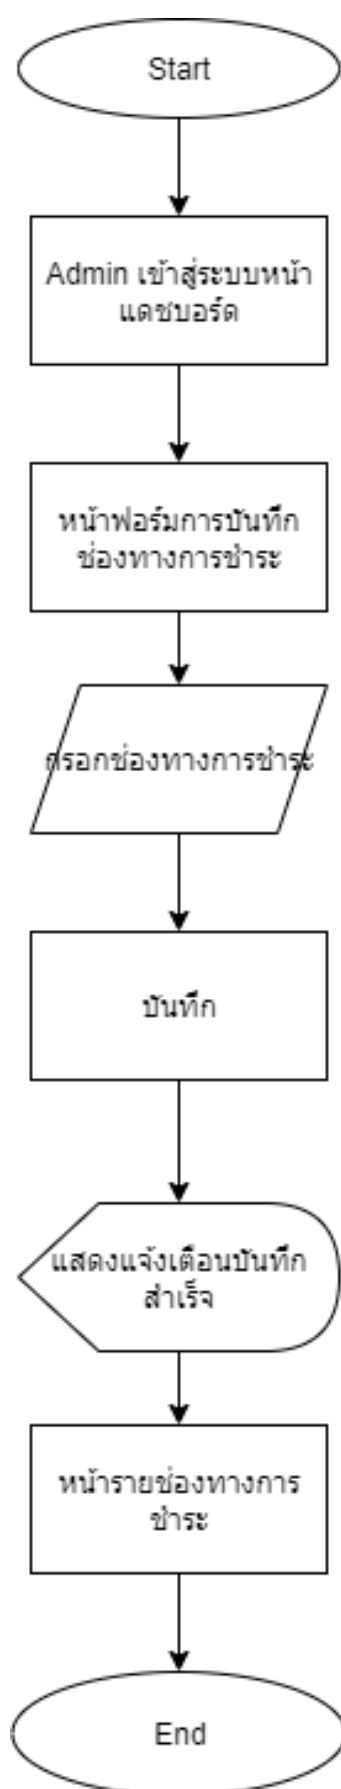 Start
Admin เข้าสู่ระบบหน้า
แดชบอร์ด
หน้าฟอร์มการบันทึก
ช่องทางการชำระ
กรอกช่องทางการชำระ
บันทึก
แสดงแจ้งเตือนบันทึก
สำเร็จ
หน้ารายช่องทางการ
ชำระ
End